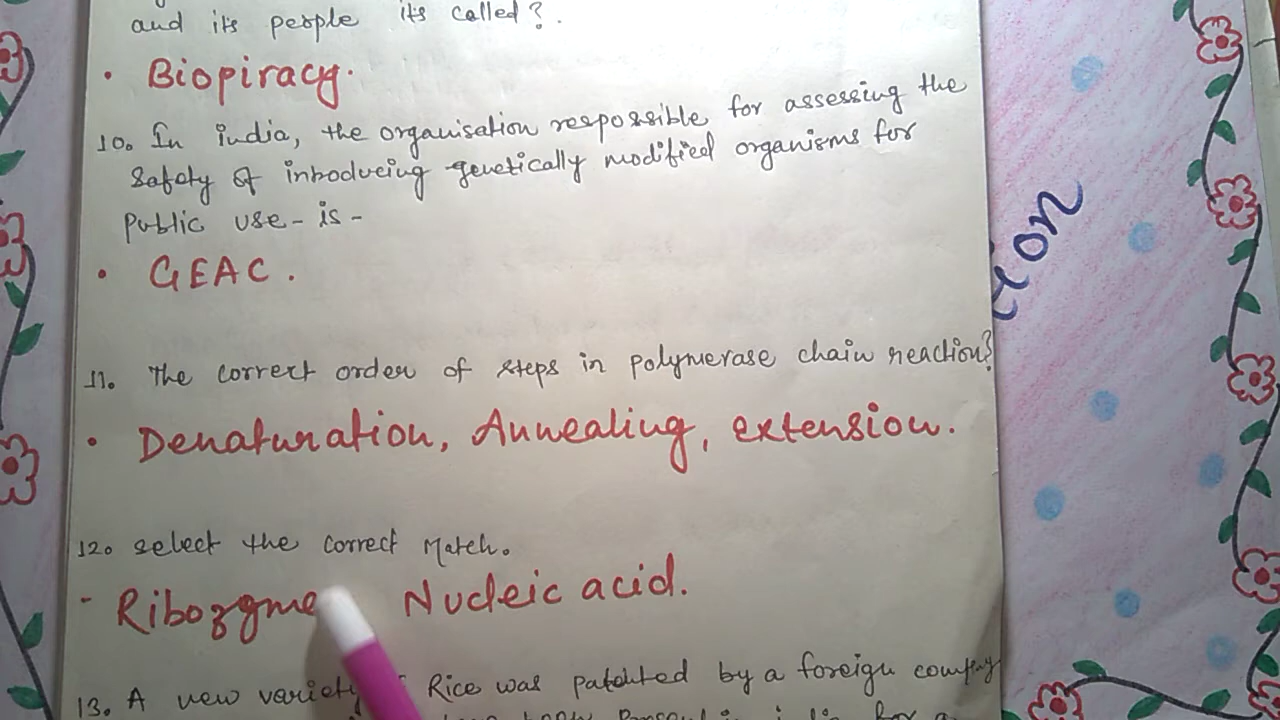 and its people its called?.
• Biopiracy.
10. In india, the organisation respossible for assessing the
safety of introducing genetically modified organisms for
public use - is -
• GEAC.
11. The correct order of steps in polymerase chain reaction?
• Denaturation, Annealing, extension.
12. select the correct Match.
- Ribozyme Nucleic acid.
13. A new variety Rice was patented by a foreign company